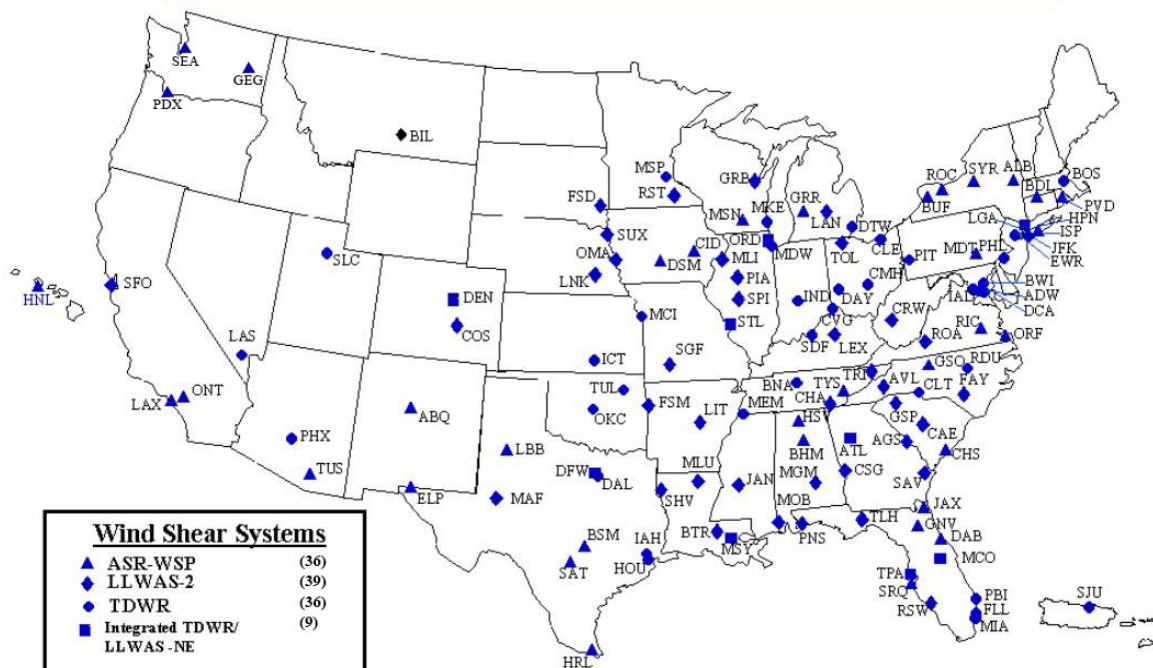 SEA
GEG
PDX
BIL
MSP
RST
GRB
FSD
MSN
MKE
GRR
LAN
DTW
ROC
SYR
ALB
BDL
BOS
BUF
PVD
LGA
HPN
ISP
JFK
EWR
SUX
OMA
LNK
DSM
CID
ORD
MLI
MDW
TOL
CLE
PIT
MDT
PHL
SLC
SFO
HNL
DEN
COS
PIA
SPI
STL
IND
DAY
CMH
CVG
IAD
BWI
ADW
DCA
CRW
RIC
ORF
ROA
LAS
MCI
ICT
SGF
SDF
LEX
GSO
RDU
TRI
ONT
LAX
ABQ
TUL
OKC
FSM
LIT
BNA
MEM
TYS
CHA
AVL
CLT
FAY
PHX
TUS
ELP
LBB
MAF
DFW
DAL
HSV
BHM
ATL
GSP
CAE
AGS
CHS
SHV
MLU
JAN
MGM
CSG
SAV
MOB
TLH
JAX
GNV
DAB
BSM
SAT
IAH
HOU
BTR
MSY
PNS
MCO
TPA
SRQ
RSW
PBI
FLL
MIA
SJU
HRL
Wind Shear Systems
ASR-WSP (36)
LLWAS-2 (39)
TDWR (36)
Integrated TDWR/ (9)
LLWAS -NE